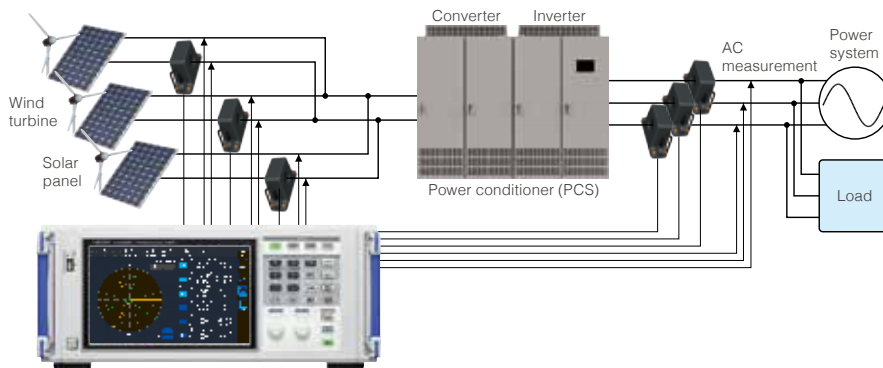 Converter
Inverter
Power
system
AC
measurement
Wind
turbine
Solar
panel
Power conditioner (PCS)
Load